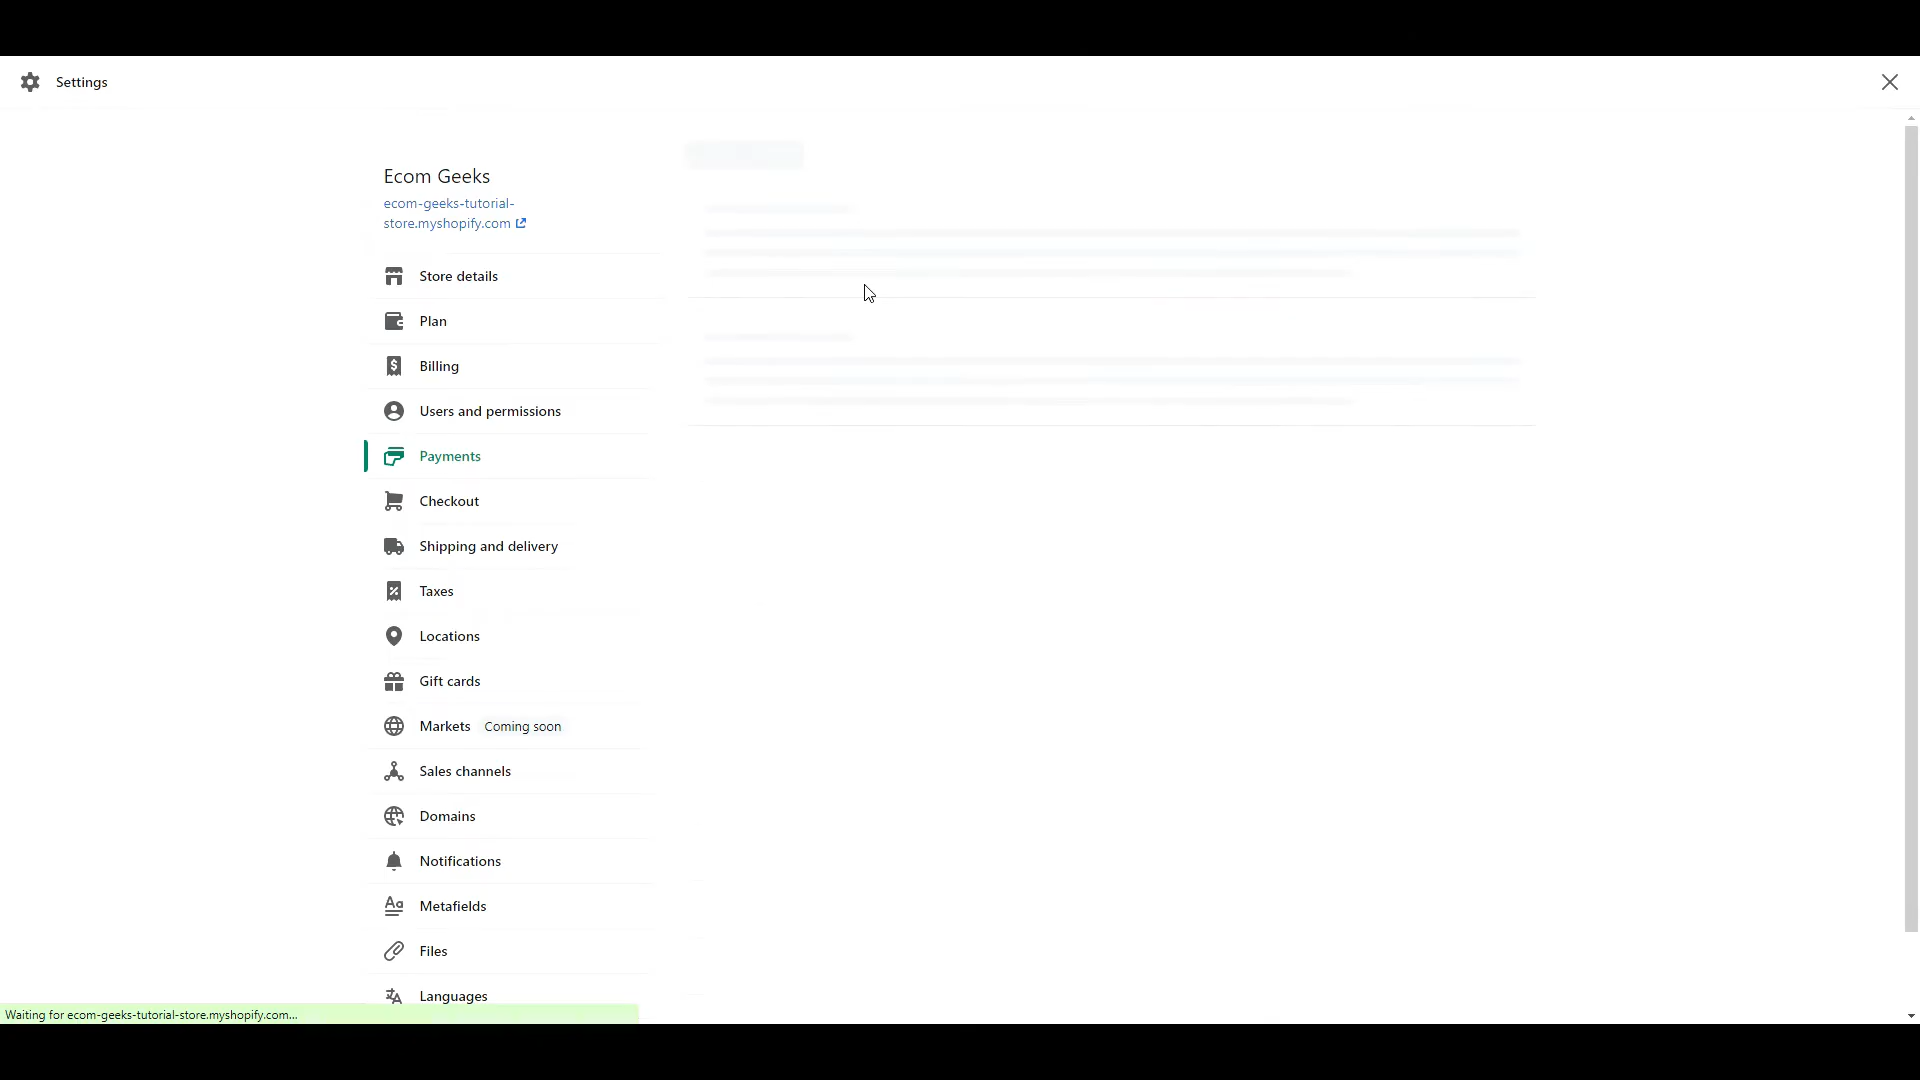 Settings
Ecom Geeks
ecom-geeks-tutorial-
store.myshopify.com
Store details
Plan
Billing
Users and permissions
Payments
Checkout
Shipping and delivery
Taxes
Locations
Gift cards
Markets Coming soon
Sales channels
Domains
Notifications
Metafields
Files
Languages
Waiting for ecom-geeks-tutorial-store.myshopify.com...